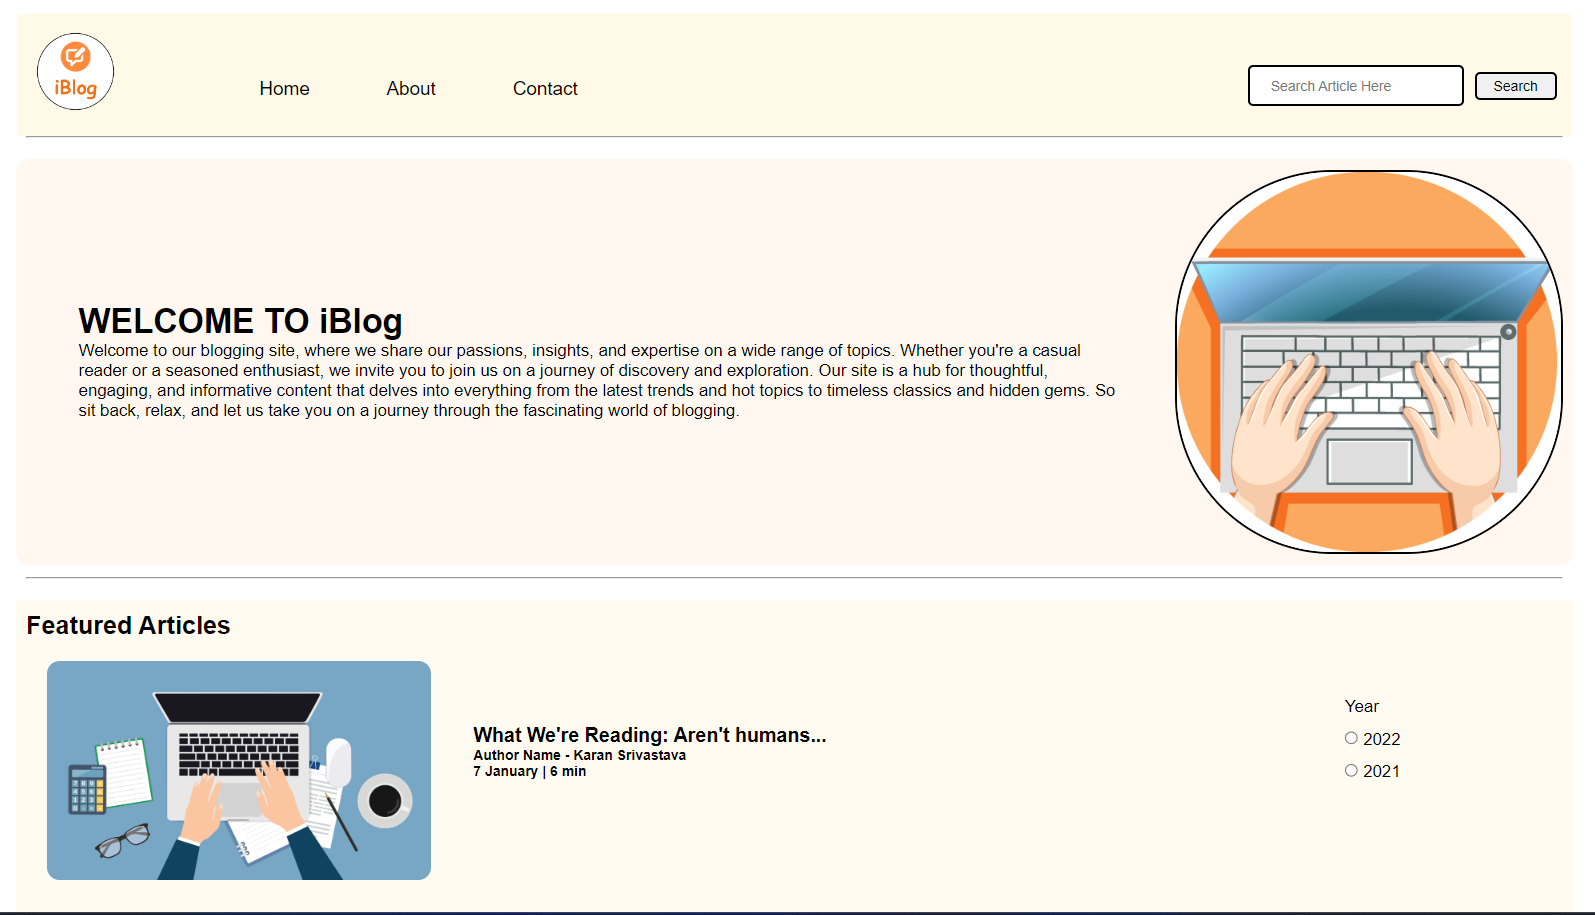 iBlog
Home
About
Contact
Search Article Here
Search
WELCOME TO iBlog
Welcome to our blogging site, where we share our passions, insights, and expertise on a wide range of topics. Whether you're a casual
reader or a seasoned enthusiast, we invite you to join us on a journey of discovery and exploration. Our site is a hub for thoughtful,
engaging, and informative content that delves into everything from the latest trends and hot topics to timeless classics and hidden gems. So
sit back, relax, and let us take you on a journey through the fascinating world of blogging.
Featured Articles
What We're Reading: Aren't humans...
Author Name - Karan Srivastava
7 January | 6 min
Year
2022
2021